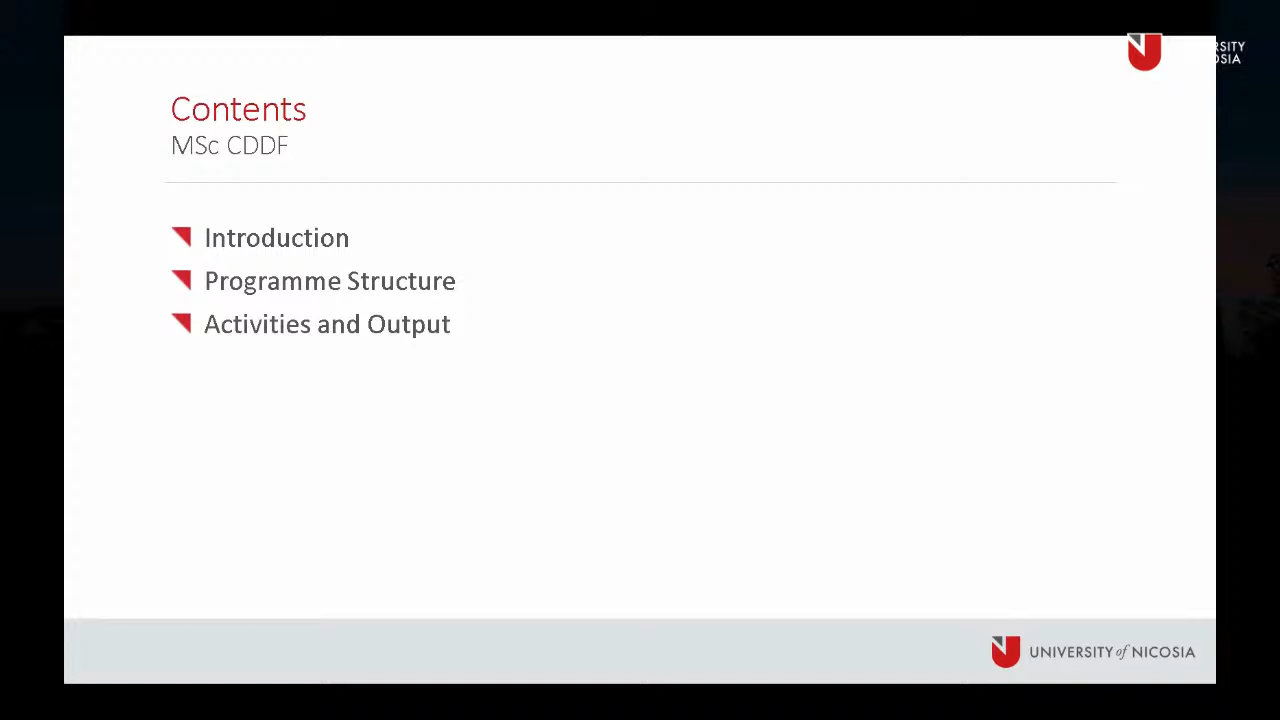 Contents
MSc CDDF
Introduction
Programme Structure
Activities and Output
UNIVERSITY of NICOSIA